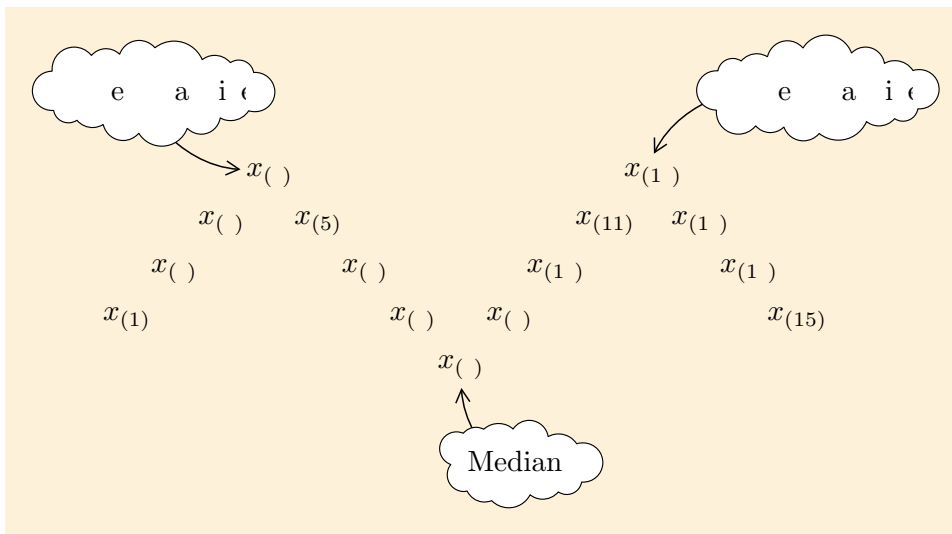 x( ) x(1 )
x( ) x(5) x(11) x(1 )
x( ) x( ) x(1 ) x(1 )
x(1) x( ) x( ) x(15)
x( )
Median